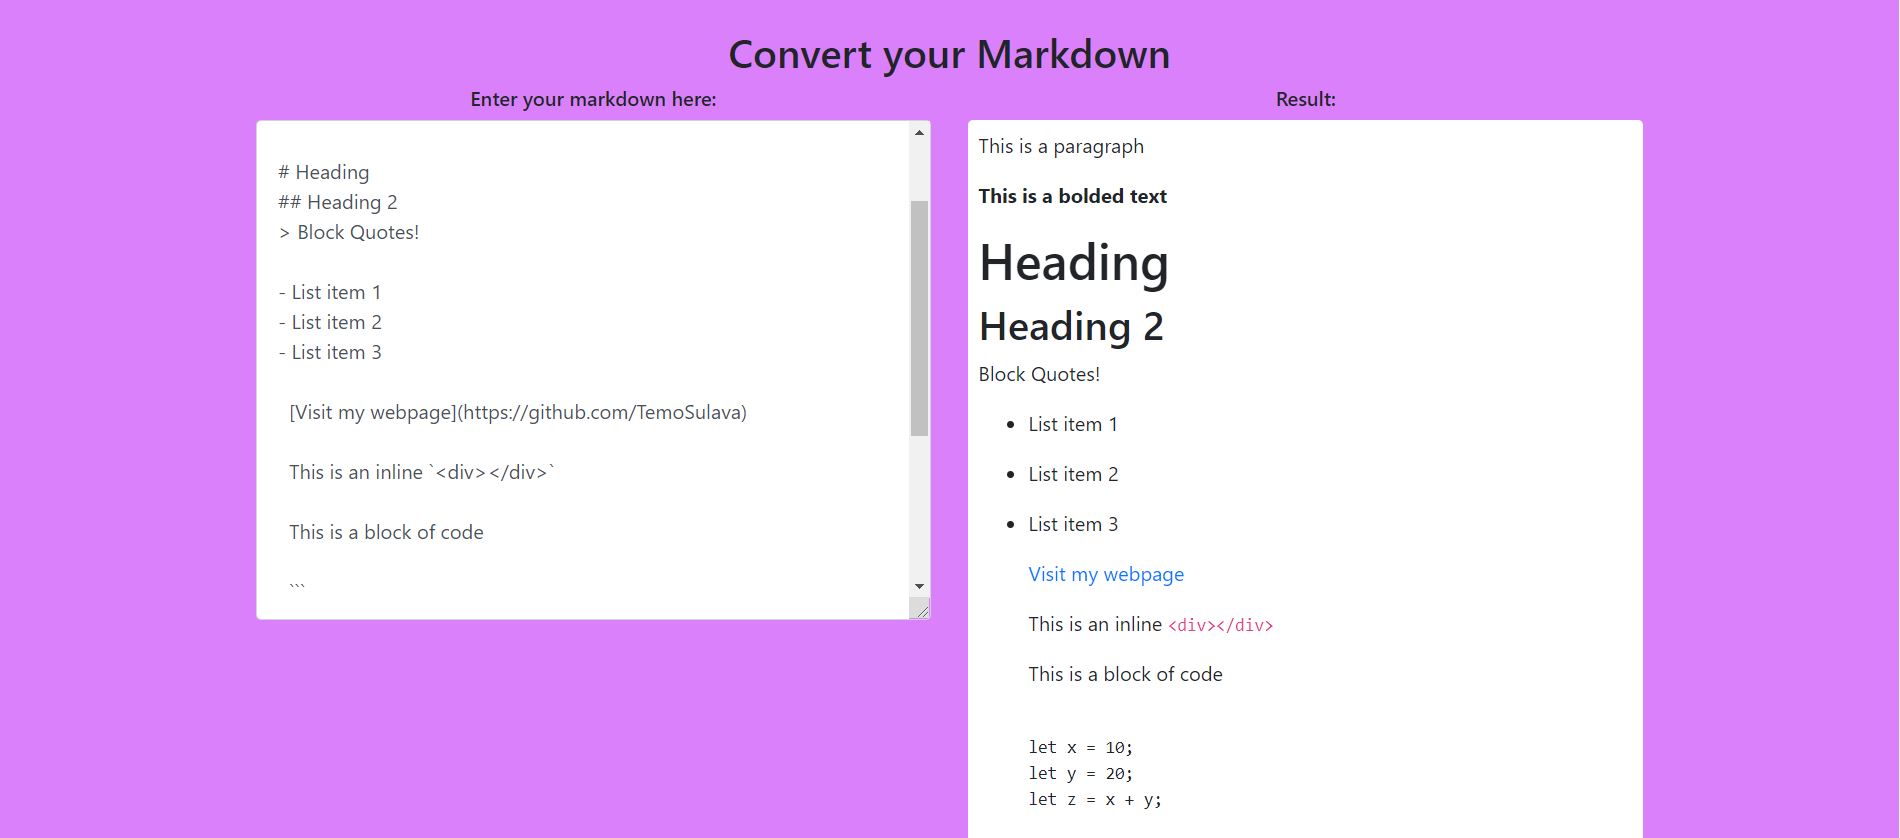 Convert your Markdown
Enter your markdown here:
# Heading
## Heading 2
> Block Quotes!
- List item 1
- List item 2
- List item 3
[Visit my webpage](https://github.com/TemoSulava)
This is an inline `<div></div>`
This is a block of code
```
Result:
This is a paragraph
This is a bolded text
Heading
Heading 2
Block Quotes!
• List item 1
• List item 2
• List item 3
Visit my webpage
This is an inline <div></div>
This is a block of code
let x = 10;
let y = 20;
let z = x + y;